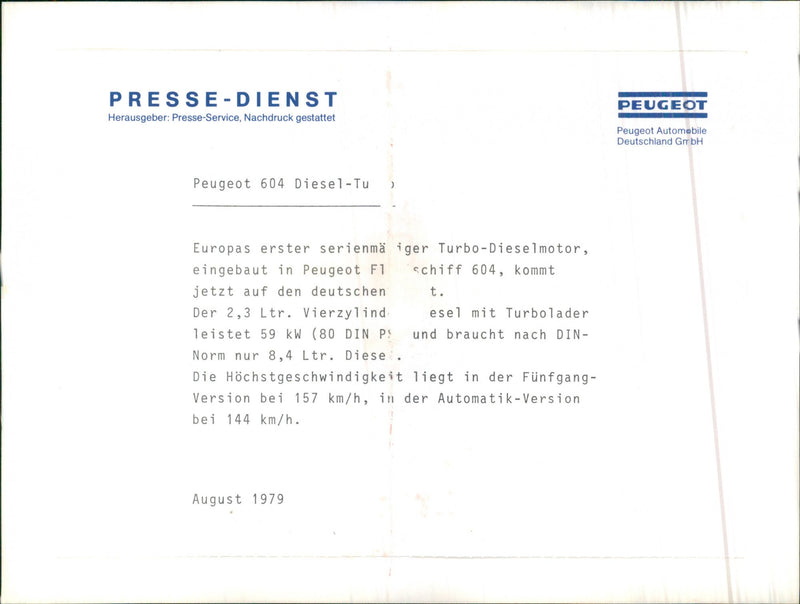 PRESSE-DIENST
Herausgeber: Presse-Service, Nachdruck gestattet
PEUGEOT
Peugeot Automobile
Deutschland GmbH
Peugeot 604 Diesel-Tu
Europas erster serienmä iger Turbo-Dieselmotor,
eingebaut in Peugeot Fl schiff 604, kommt
jetzt auf den deutschen t.
Der 2,3 Ltr. Vierzylind esel mit Turbolader
leistet 59 kW (80 DIN PS und braucht nach DIN-
Norm nur 8,4 Ltr. Diese .
Die Höchstgeschwindigkeit liegt in der Fünfgang-
Version bei 157 km/h, in der Automatik-Version
bei 144 km/h.
August 1979